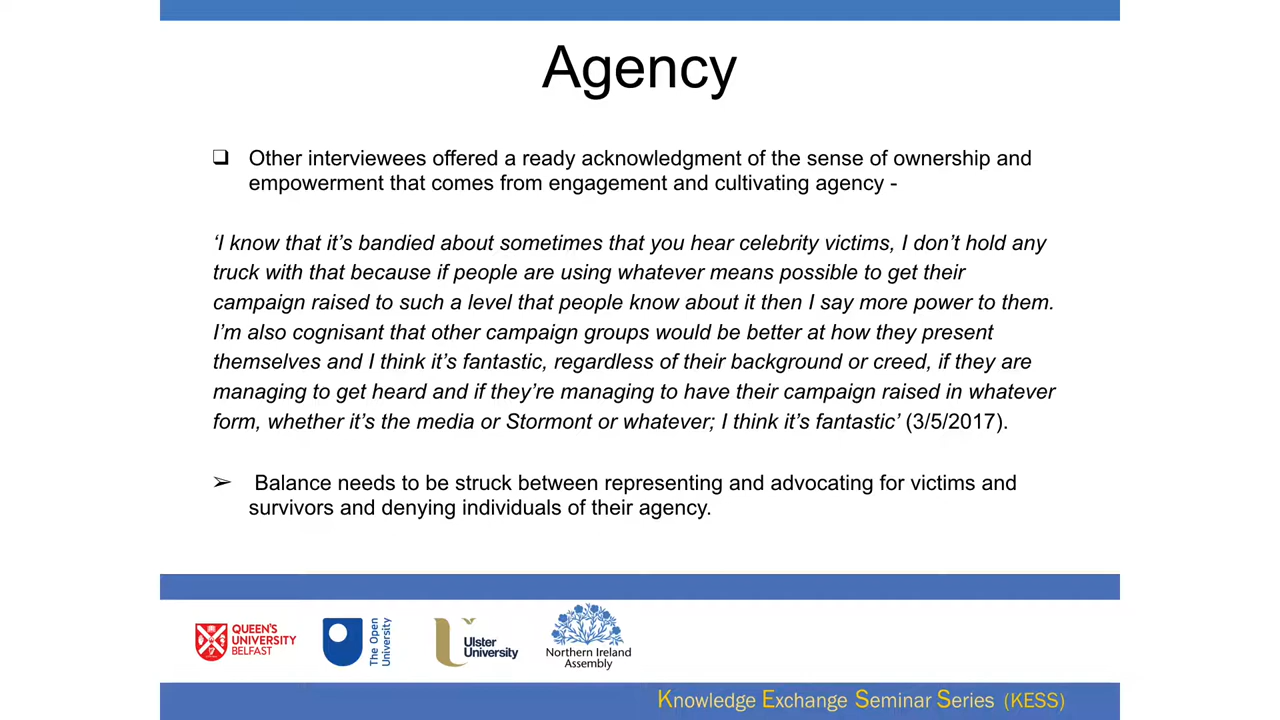 Agency
❑ Other interviewees offered a ready acknowledgment of the sense of ownership and
empowerment that comes from engagement and cultivating agency -
‘I know that it’s bandied about sometimes that you hear celebrity victims, I don’t hold any
truck with that because if people are using whatever means possible to get their
campaign raised to such a level that people know about it then I say more power to them.
I’m also cognisant that other campaign groups would be better at how they present
themselves and I think it’s fantastic, regardless of their background or creed, if they are
managing to get heard and if they’re managing to have their campaign raised in whatever
form, whether it’s the media or Stormont or whatever; I think it’s fantastic’ (3/5/2017).
➢ Balance needs to be struck between representing and advocating for victims and
survivors and denying individuals of their agency.
QUEEN'S
UNIVERSITY
BELFAST
The Open
University
Ulster
University
Northern Ireland
Assembly
Knowledge Exchange Seminar Series (KESS)